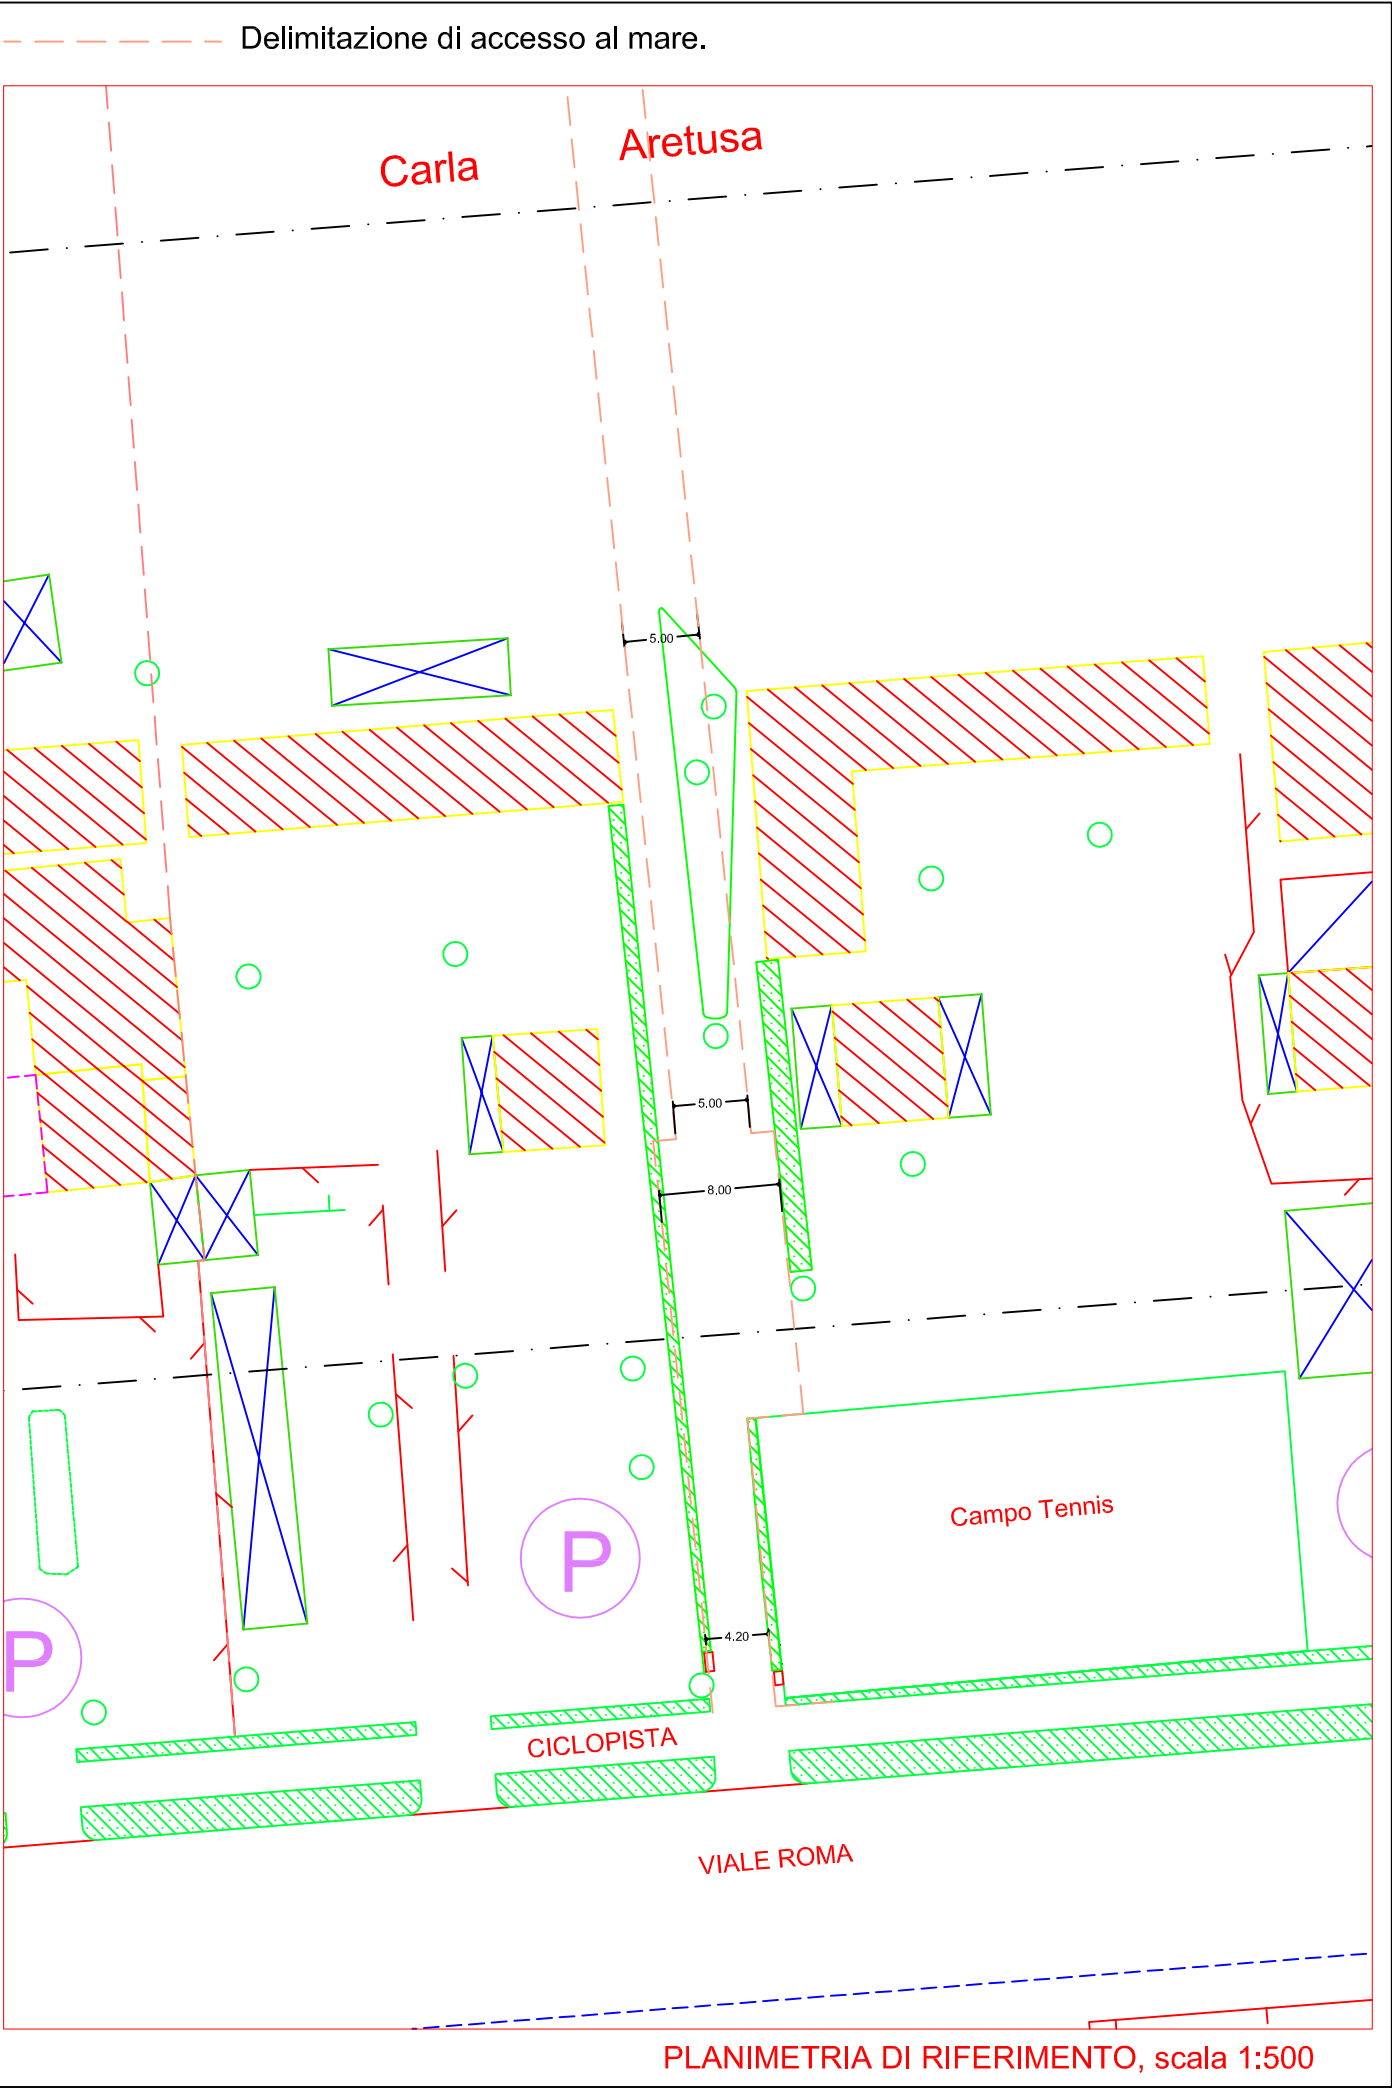 Delimitazione di accesso al mare.
Carla
Aretusa
5.00
5.00
8.00
Campo Tennis
P
P
4.20
CICLOPISTA
VIALE ROMA
PLANIMETRIA DI RIFERIMENTO, scala 1:500